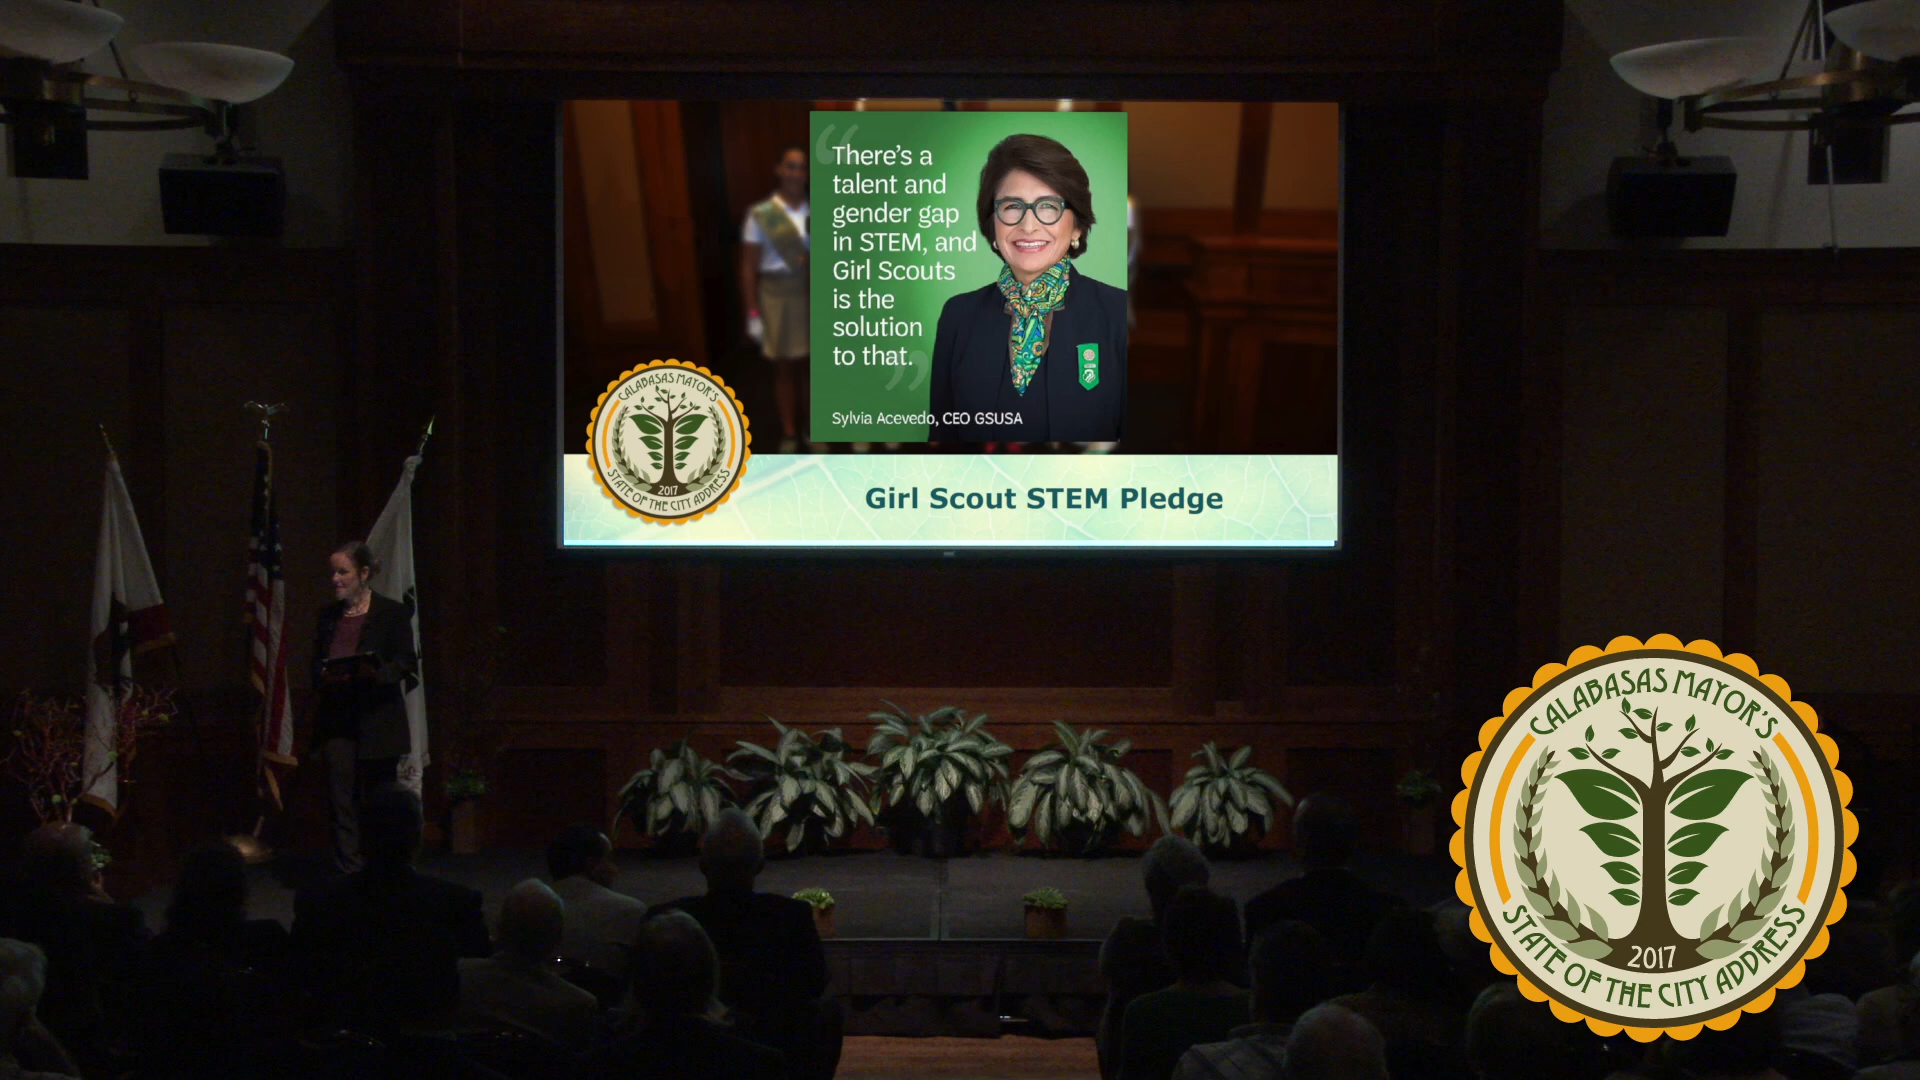 There's a
talent and
gender gap
in STEM, and
Girl Scouts
is the
solution
to that.
Sylvia Acevedo, CEO GSUSA
CALABASAS MAYOR'S
2017
STATE OF THE CITY ADDRESS
Girl Scout STEM Pledge
CALABASAS MAYOR'S
2017
STATE OF THE CITY ADDRESS